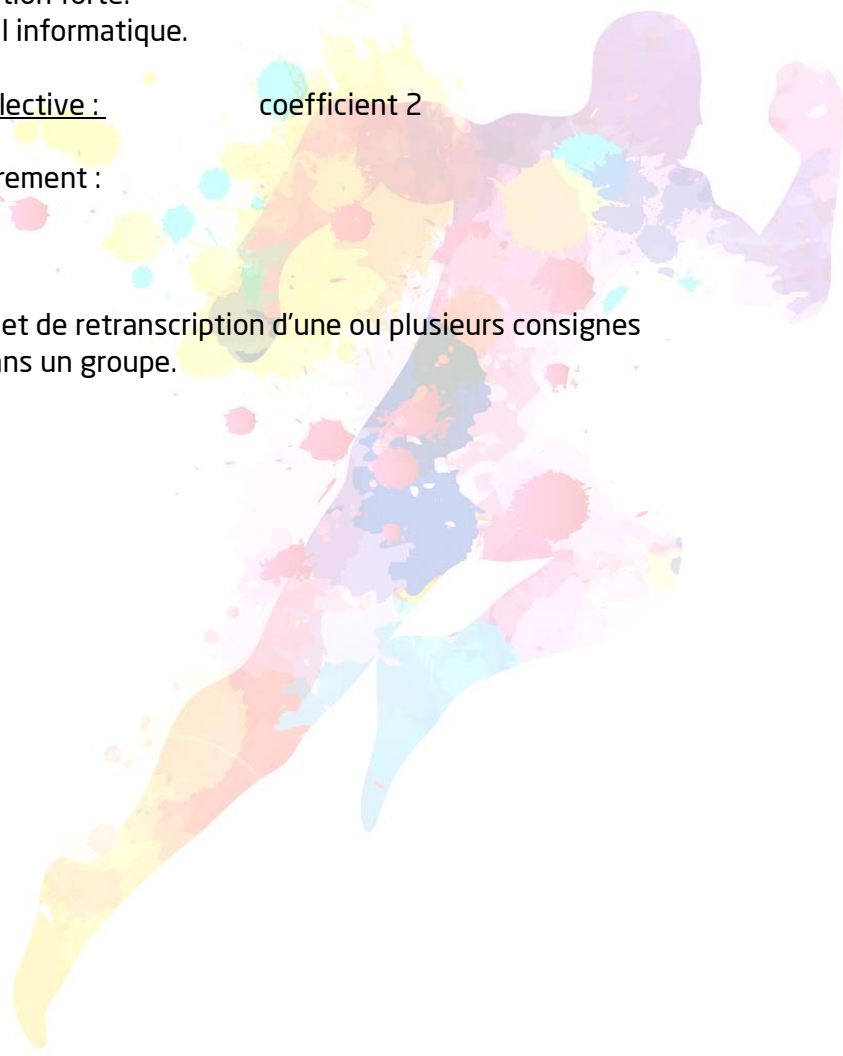 l informatique.
lective : coefficient 2
rement :
et de retranscription d'une ou plusieurs consignes
ns un groupe.